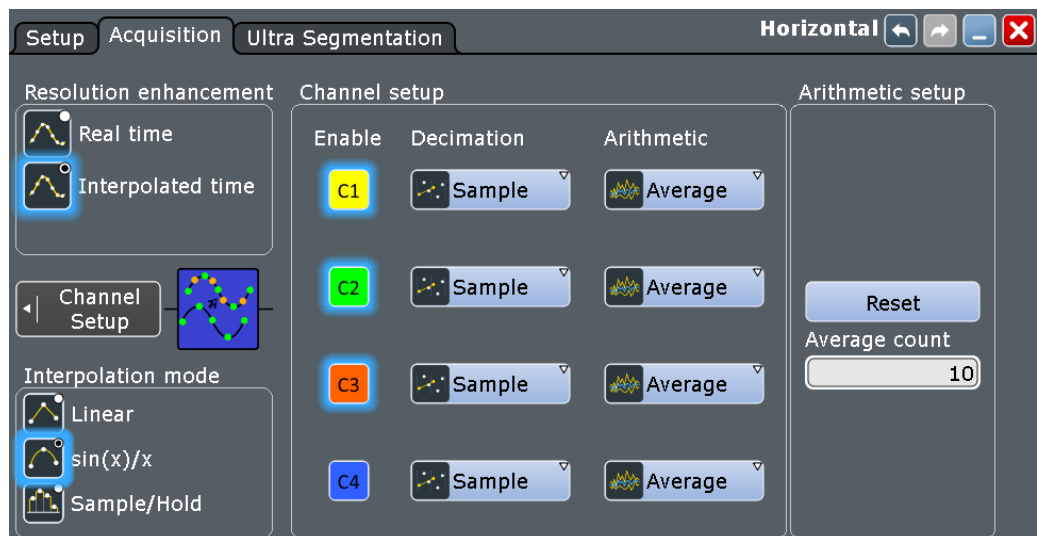 Setup Acquisition Ultra Segmentation Horizontal
Resolution enhancement
Real time
Interpolated time
Channel
Setup
Interpolation mode
Linear
sin(x)/x
Sample/Hold
Channel setup
Enable Decimation Arithmetic
C1 Sample Average
C2 Sample Average
C3 Sample Average
C4 Sample Average
Arithmetic setup
Reset
Average count
10